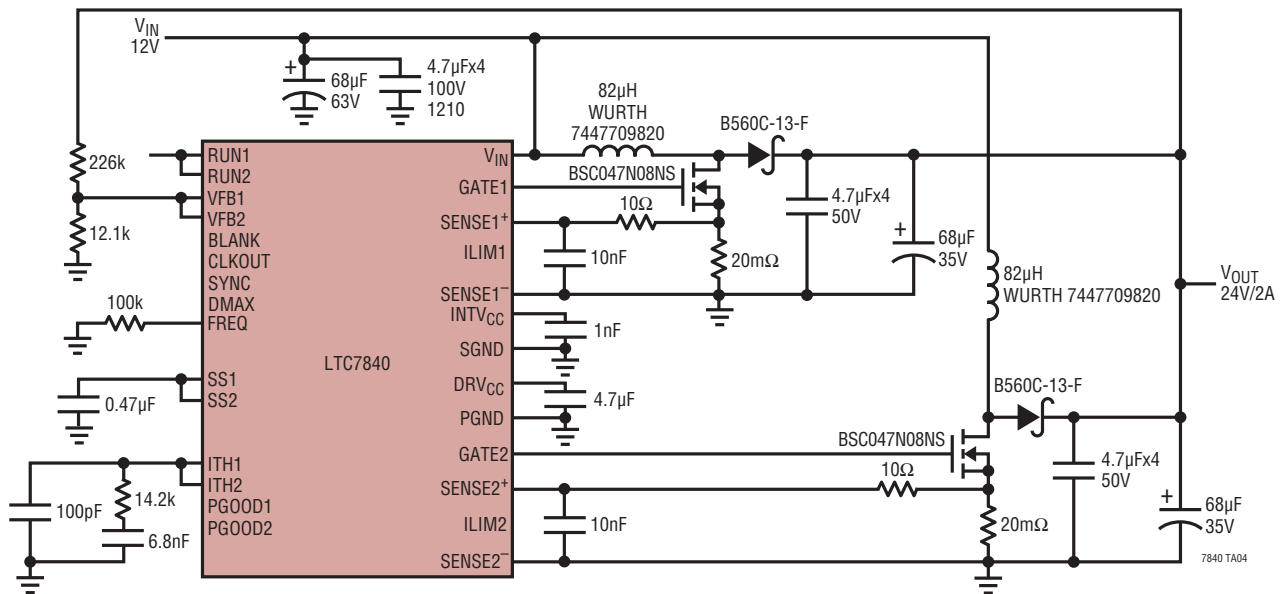 VIN
12V
68µF
63V
4.7µFx4
100V
1210
82µH
WURTH
7447709820
B560C-13-F
BSC047N08NS
226k
12.1k
RUN1
RUN2
VFB1
VFB2
BLANK
CLKOUT
SYNC
DMAX
FREQ
100k
SS1
SS2
0.47µF
ITH1
ITH2
PGOOD1
PGOOD2
100pF
14.2k
6.8nF
LTC7840
VIN
GATE1
SENSE1+
ILIM1
SENSE1–
INTVCC
SGND
DRVCC
PGND
GATE2
SENSE2+
ILIM2
SENSE2–
10Ω
10nF
20mΩ
4.7µFx4
50V
+
68µF
35V
+
1nF
4.7µF
82µH
WURTH 7447709820
VOUT
24V/2A
B560C-13-F
BSC047N08NS
10Ω
10nF
20mΩ
4.7µFx4
50V
+
68µF
35V
7840 TA04